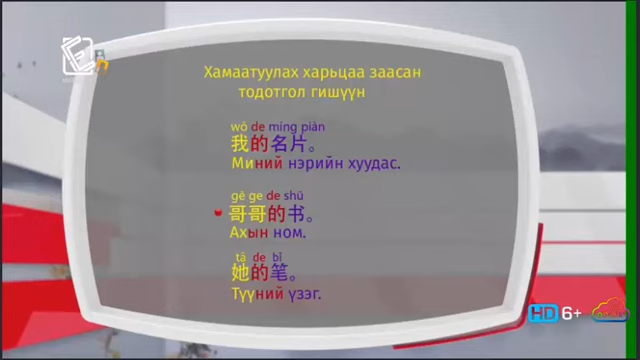 Хамаатуулах харьцаа заасан
тодотгол гишүүн
wǒ de míng piàn
我的名片。
Миний нэрийн хуудас.
gē ge de shū
哥哥的书。
Ахын ном.
tā de bǐ
她的笔。
Түүний үзэг.
HD 6+